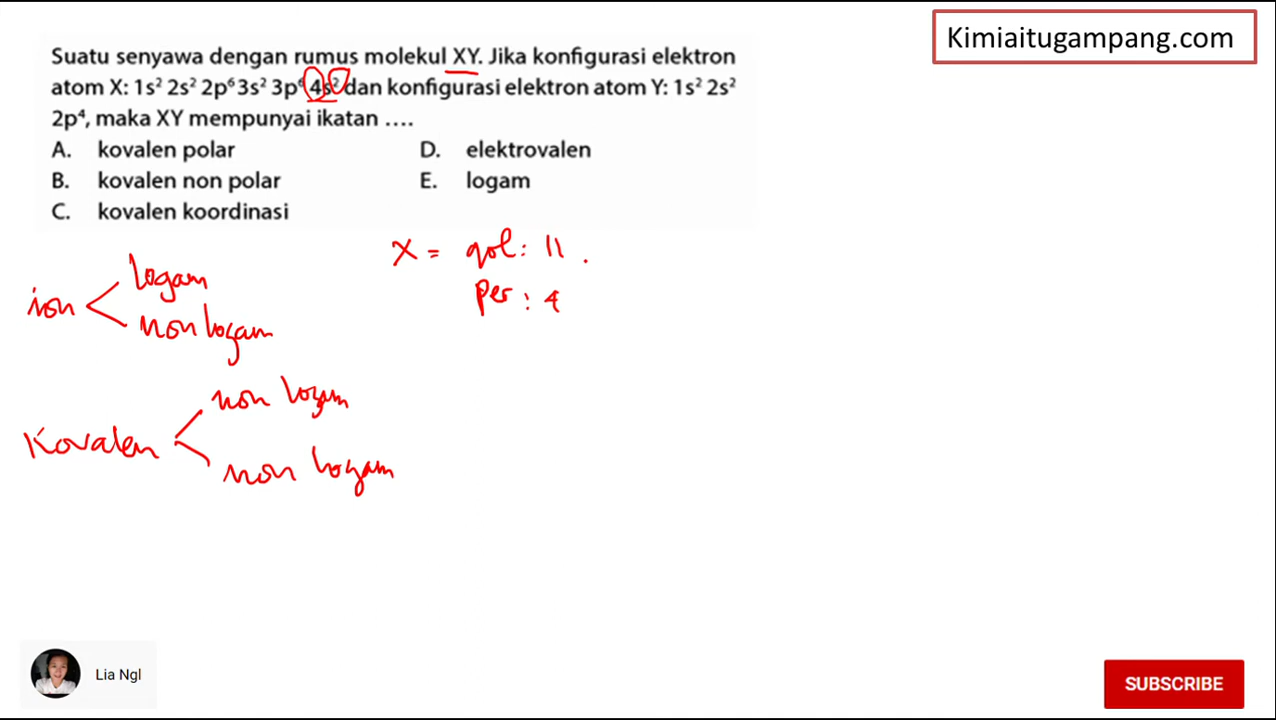 Kimiaitugampang.com
Suatu senyawa dengan rumus molekul XY. Jika konfigurasi elektron
atom X: 1s² 2s² 2p⁶ 3s² 3p⁶ 4s² dan konfigurasi elektron atom Y: 1s² 2s²
2p⁴, maka XY mempunyai ikatan ....
A. kovalen polar
B. kovalen non polar
C. kovalen koordinasi
D. elektrovalen
E. logam
X = gol: II.
Per: 4
ion < logam
non logam
Kovalen < non logam
non logam
Lia Ngl
SUBSCRIBE